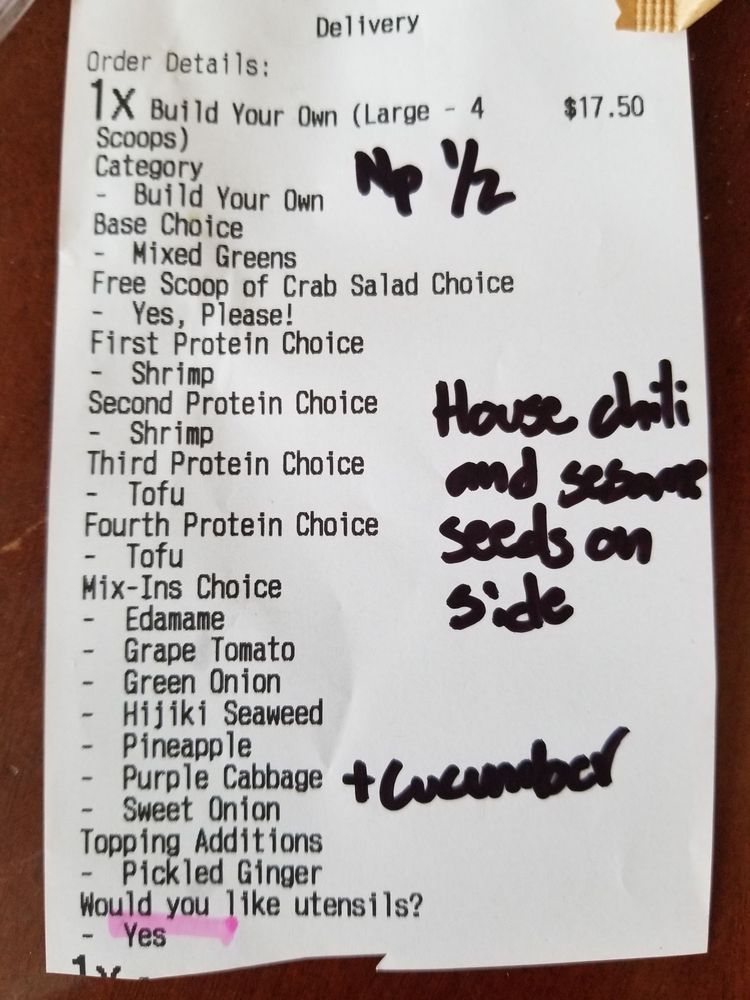 Delivery
Order Details:
1X Build Your Own (Large - 4 $17.50
Scoops)
Category
- Build Your Own
Np 1/2
Base Choice
- Mixed Greens
Free Scoop of Crab Salad Choice
- Yes, Please!
First Protein Choice
- Shrimp
Second Protein Choice
- Shrimp
Third Protein Choice
- Tofu
Fourth Protein Choice
- Tofu
House chili
and sesame
seeds on
side
Mix-Ins Choice
- Edamame
- Grape Tomato
- Green Onion
- Hijiki Seaweed
- Pineapple
- Purple Cabbage + Cucumber
- Sweet Onion
Topping Additions
- Pickled Ginger
Would you like utensils?
- Yes